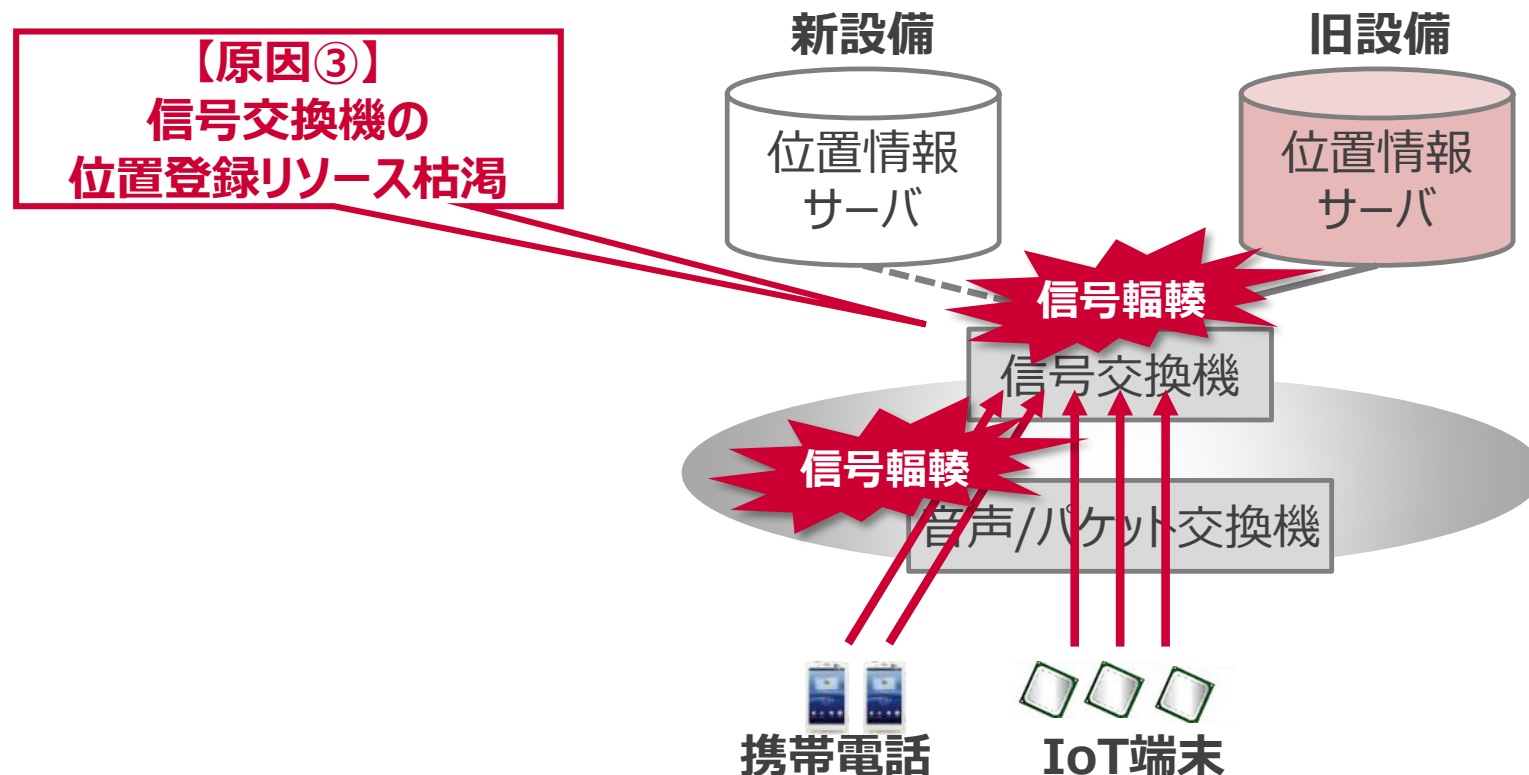 【原因③】
信号交換機の
位置登録リソース枯渇
新設備
旧設備
位置情報
サーバ
位置情報
サーバ
信号輻輳
信号交換機
信号輻輳
音声/パケット交換機
携帯電話
IoT端末